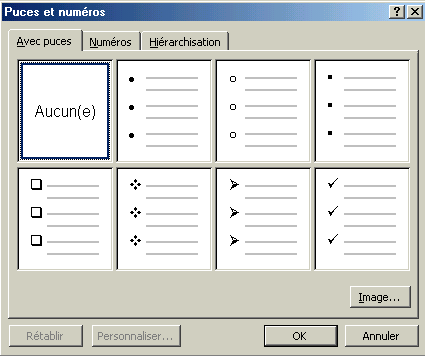 Puces et numéros
Avec puces Numéros Hiérarchisation
Aucun(e)
Image...
Rétablir Personnaliser... OK Annuler